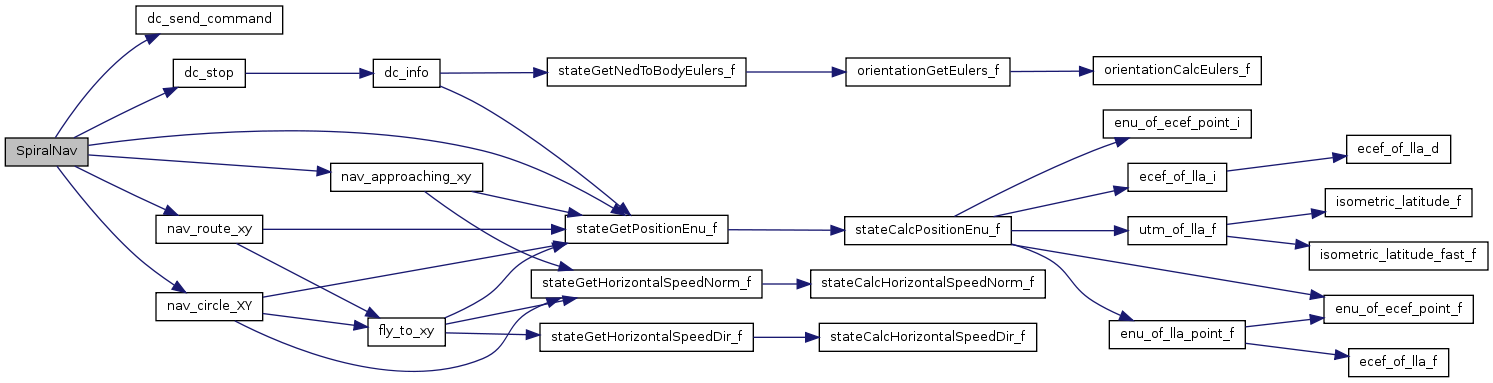 dc_send_command
dc_stop
dc_info
stateGetNedToBodyEulers_f
orientationGetEulers_f
orientationCalcEulers_f
enu_of_ecef_point_i
SpiralNav
ecef_of_lla_d
nav_approaching_xy
ecef_of_lla_i
isometric_latitude_f
nav_route_xy
stateGetPositionEnu_f
stateCalcPositionEnu_f
utm_of_lla_f
isometric_latitude_fast_f
stateGetHorizontalSpeedNorm_f
stateCalcHorizontalSpeedNorm_f
nav_circle_XY
enu_of_ecef_point_f
fly_to_xy
stateGetHorizontalSpeedDir_f
stateCalcHorizontalSpeedDir_f
enu_of_lla_point_f
ecef_of_lla_f